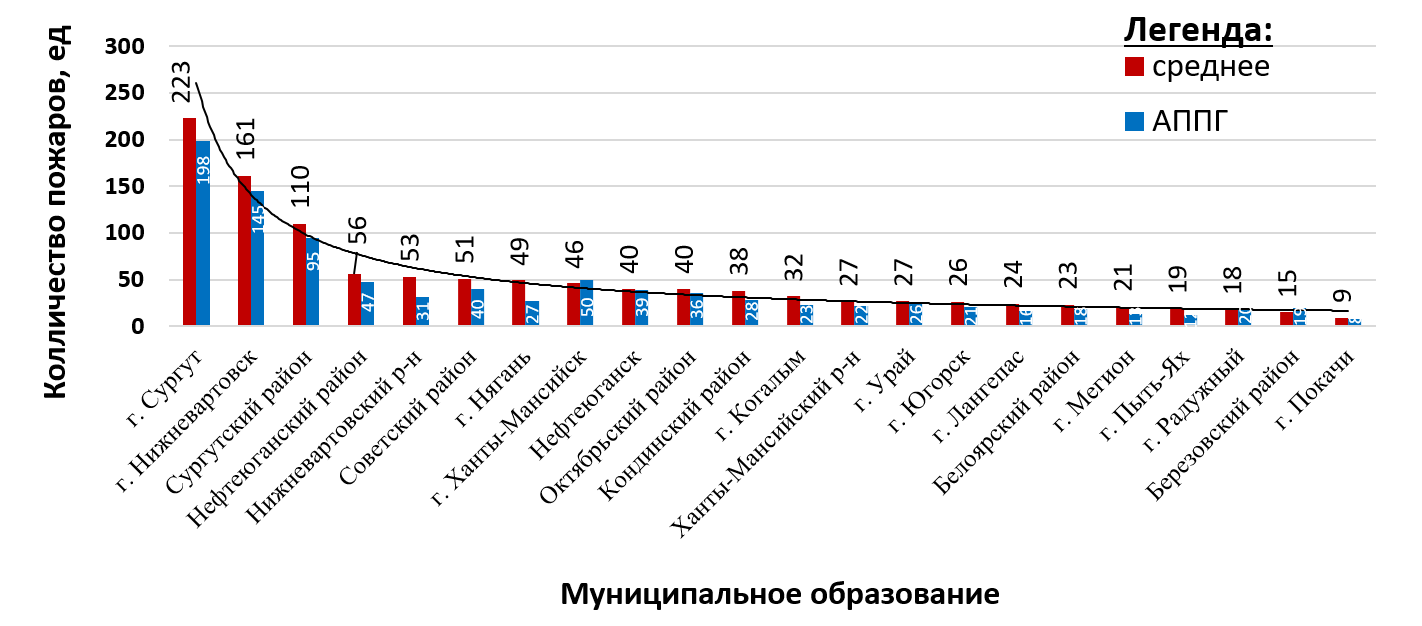 Легенда:
среднее
АППГ
Колличество пожаров, ед
300
250
200
150
100
50
0
223
161
110
56
53
51
49
46
40
40
38
32
27
27
26
24
23
21
19
18
15
9
198
145
95
47
31
40
27
50
39
36
28
23
22
26
21
16
18
20
19
8
г. Сургут
г. Нижневартовск
Сургутский район
Нефтеюганский район
Нижневартовский р-н
Советский район
г. Нягань
г. Ханты-Мансийск
Нефтеюганск
Октябрьский район
Кондинский район
г. Когалым
Ханты-Мансийский р-н
г. Урай
г. Югорск
г. Лангепас
Белоярский район
г. Мегион
г. Пыть-Ях
г. Радужный
Березовский район
г. Покачи
Муниципальное образование